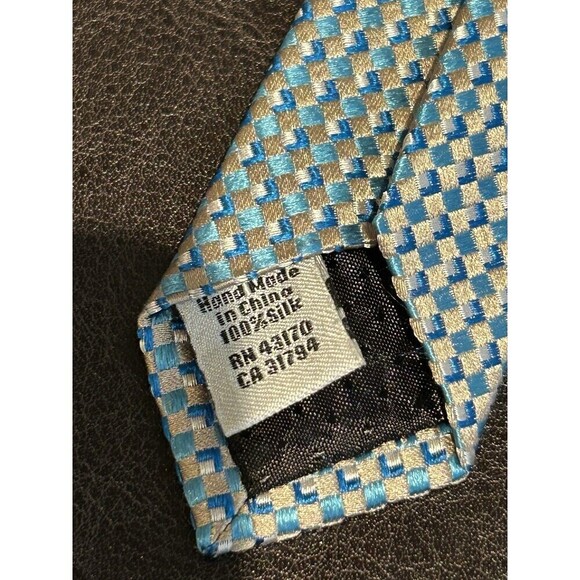 Hand Made
in China
100% Silk
RN 43170
CA 31794